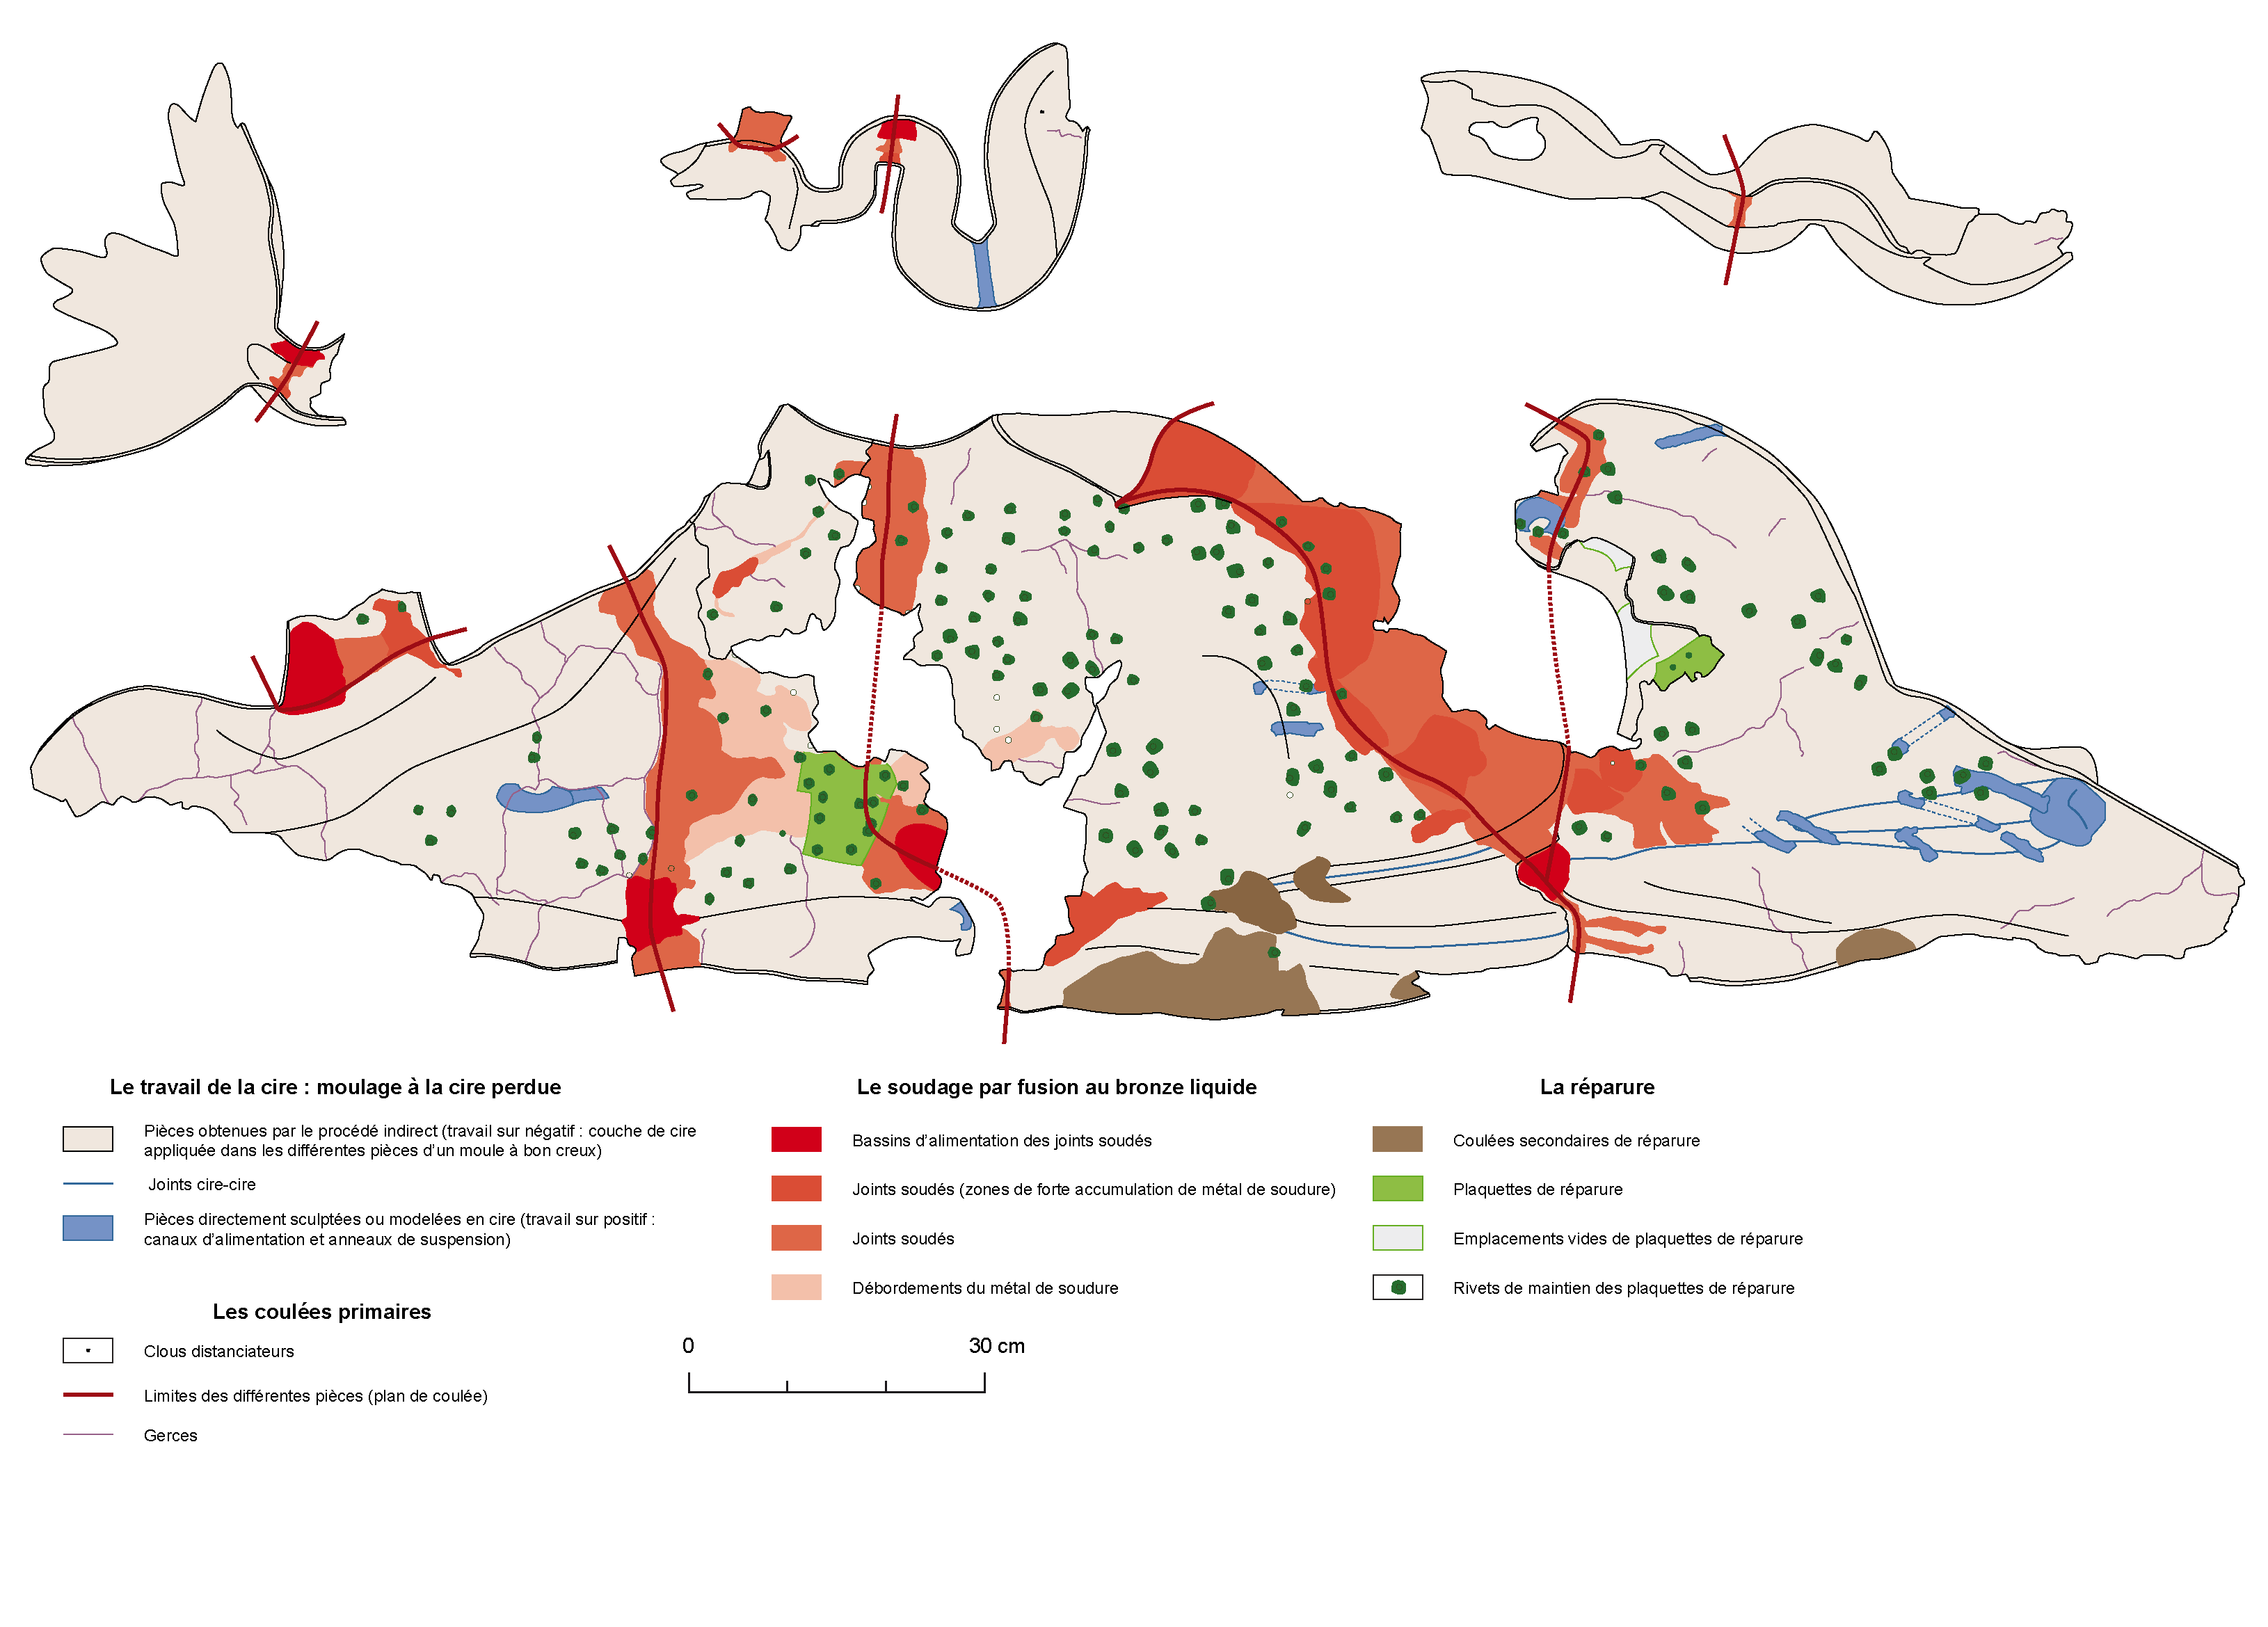 Le travail de la cire : moulage à la cire perdue
Pièces obtenues par le procédé indirect (travail sur négatif : couche de cire
appliquée dans les différentes pièces d'un moule à bon creux)
Joints cire-cire
Pièces directement sculptées ou modelées en cire (travail sur positif :
canaux d'alimentation et anneaux de suspension)
Les coulées primaires
Clous distanciateurs
Limites des différentes pièces (plan de coulée)
Gerces
Le soudage par fusion au bronze liquide
Bassins d'alimentation des joints soudés
Joints soudés (zones de forte accumulation de métal de soudure)
Joints soudés
Débordements du métal de soudure
0 30 cm
La réparure
Coulées secondaires de réparure
Plaquettes de réparure
Emplacements vides de plaquettes de réparure
Rivets de maintien des plaquettes de réparure